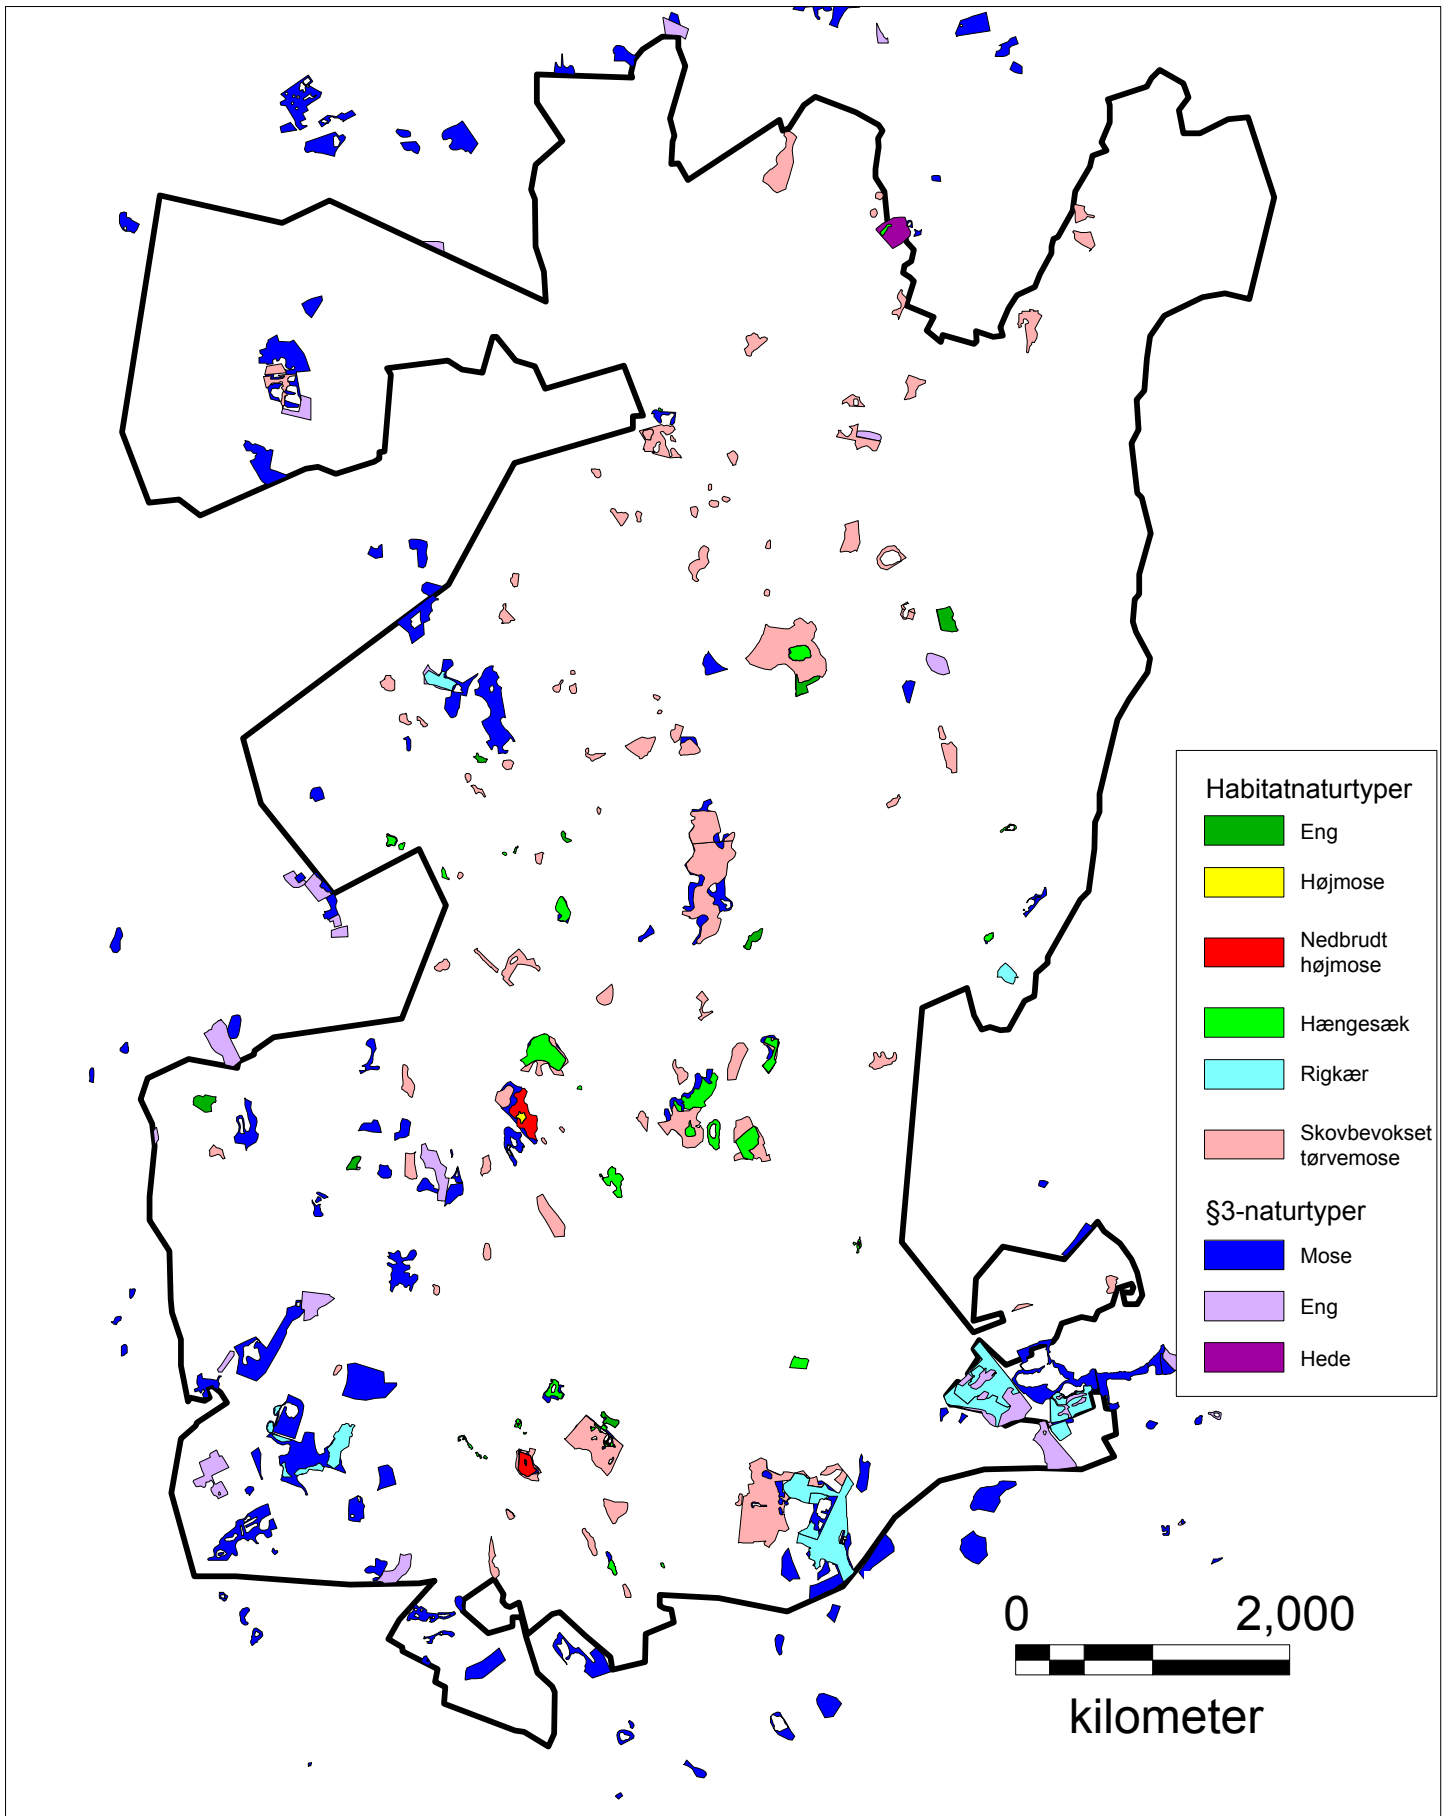 Habitatnaturtyper
Eng
Højmose
Nedbrudt
højmose
Hængesæk
Rigkær
Skovbevokset
tørvemose
§3-naturtyper
Mose
Eng
Hede
0 2,000
kilometer